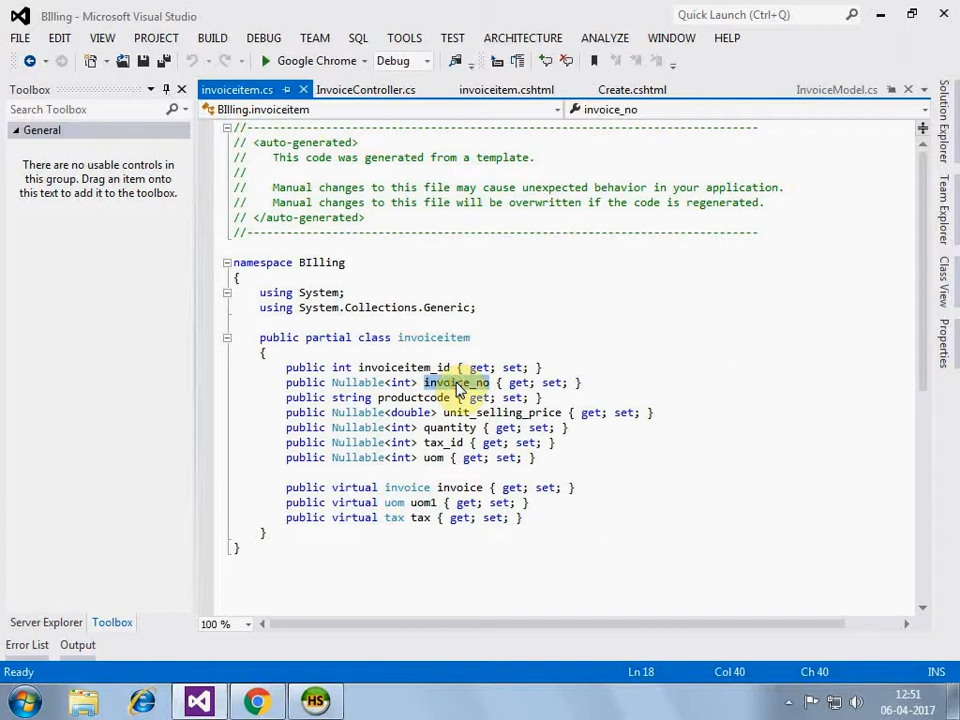 BIlling - Microsoft Visual Studio
Quick Launch (Ctrl+Q)
FILE EDIT VIEW PROJECT BUILD DEBUG TEAM SQL TOOLS TEST ARCHITECTURE ANALYZE WINDOW HELP
Google Chrome Debug
Toolbox
invoiceitem.cs InvoiceController.cs invoiceitem.cshtml Create.cshtml InvoiceModel.cs
Search Toolbox
BIlling.invoiceitem invoice_no
General
There are no usable controls in
this group. Drag an item onto
this text to add it to the toolbox.
//------------------------------------------------------------------------------
// <auto-generated>
//    This code was generated from a template.
//
//    Manual changes to this file may cause unexpected behavior in your application.
//    Manual changes to this file will be overwritten if the code is regenerated.
// </auto-generated>
//------------------------------------------------------------------------------
namespace BIlling
{
using System;
using System.Collections.Generic;
public partial class invoiceitem
{
public int invoiceitem_id { get; set; }
public Nullable<int> invoice_no { get; set; }
public string productcode { get; set; }
public Nullable<double> unit_selling_price { get; set; }
public Nullable<int> quantity { get; set; }
public Nullable<int> tax_id { get; set; }
public Nullable<int> uom { get; set; }
public virtual invoice invoice { get; set; }
public virtual uom uom1 { get; set; }
public virtual tax tax { get; set; }
}
}
Solution Explorer
Team Explorer
Class View
Properties
Server Explorer Toolbox
100 %
Error List Output
Ready Ln 18 Col 40 Ch 40 INS
HS
12:51
06-04-2017